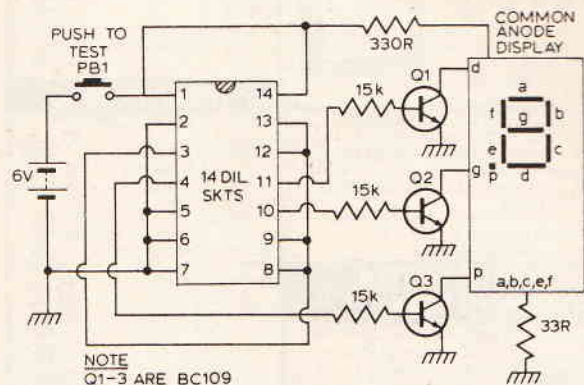 PUSH TO
TEST
PB1
6V
1
2
3
4
5
6
7
14 DIL
SKTS
14
13
12
11
10
9
8
330R
15k
15k
15k
Q1
Q2
Q3
COMMON
ANODE
DISPLAY
d
g
p
a
f
b
g
e
c
p
d
a,b,c,e,f
33R
NOTE
Q1-3 ARE BC109